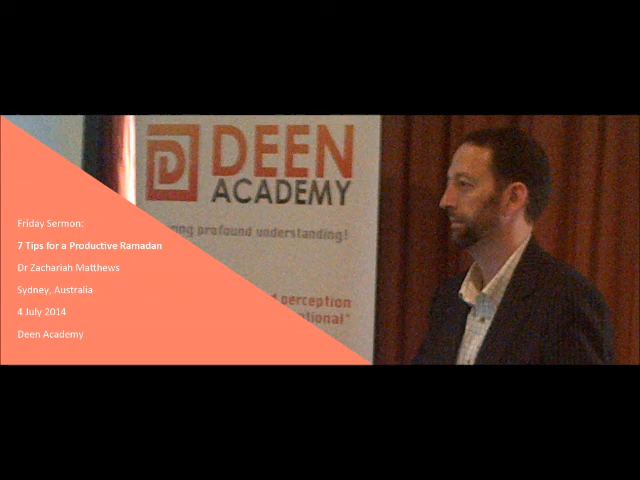 DEEN
ACADEMY
profound understanding!
perception
Friday Sermon:
7 Tips for a Productive Ramadan
Dr Zachariah Matthews
Sydney, Australia
4 July 2014
Deen Academy